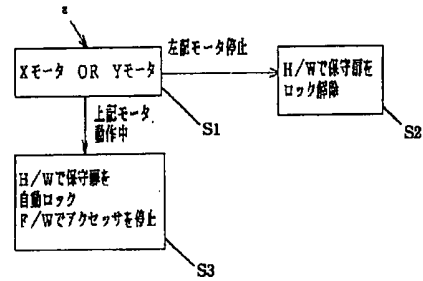 Xモータ OR Yモータ
左記モータ停止
S1
H/Wで保守扉を
ロック解除
S2
上記モータ
動作中
H/Wで保守扉を
自動ロック
F/Wでアクセッサを停止
S3